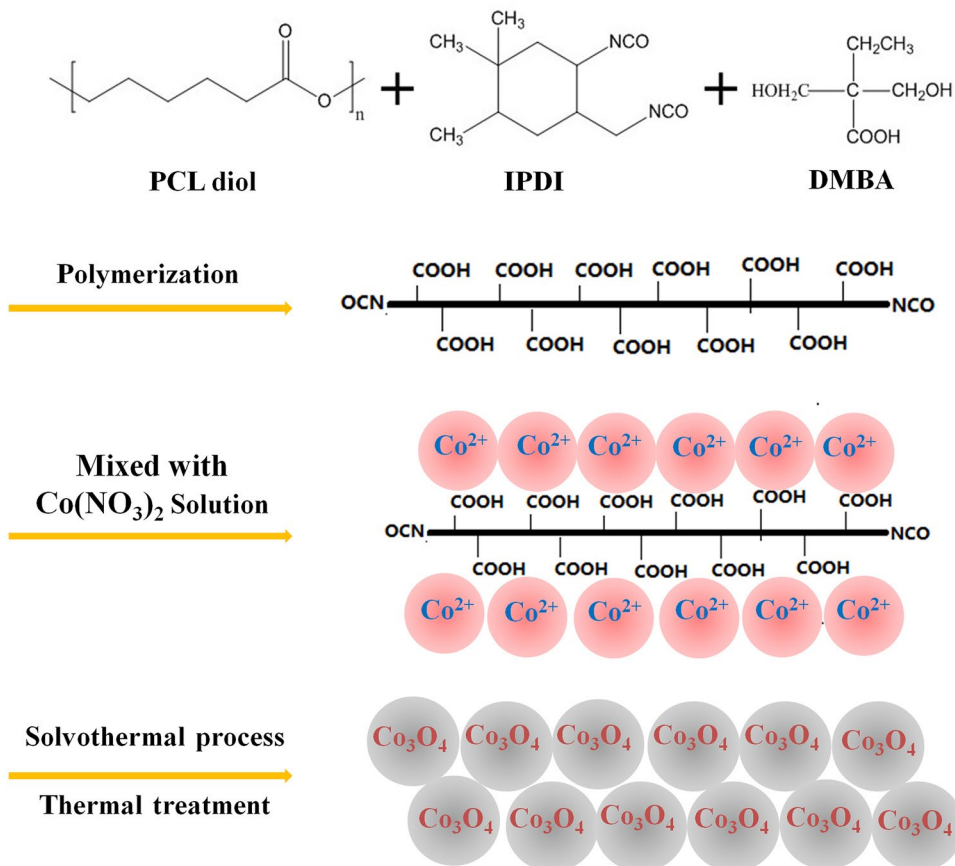 O
O
n
CH₃
CH₃
CH₃
NCO
NCO
CH₂CH₃
HOH₂C
C
CH₂OH
COOH
+ +
PCL diol IPDI DMBA
Polymerization
COOH COOH COOH COOH COOH COOH
OCN NCO
COOH COOH COOH COOH COOH
Mixed with
Co(NO₃)₂ Solution
Co²⁺ Co²⁺ Co²⁺ Co²⁺ Co²⁺ Co²⁺
COOH COOH COOH COOH COOH COOH
OCN NCO
COOH COOH COOH COOH COOH
Co²⁺ Co²⁺ Co²⁺ Co²⁺ Co²⁺ Co²⁺
Solvothermal process
Thermal treatment
Co₃O₄ Co₃O₄ Co₃O₄ Co₃O₄ Co₃O₄ Co₃O₄
Co₃O₄ Co₃O₄ Co₃O₄ Co₃O₄ Co₃O₄ Co₃O₄